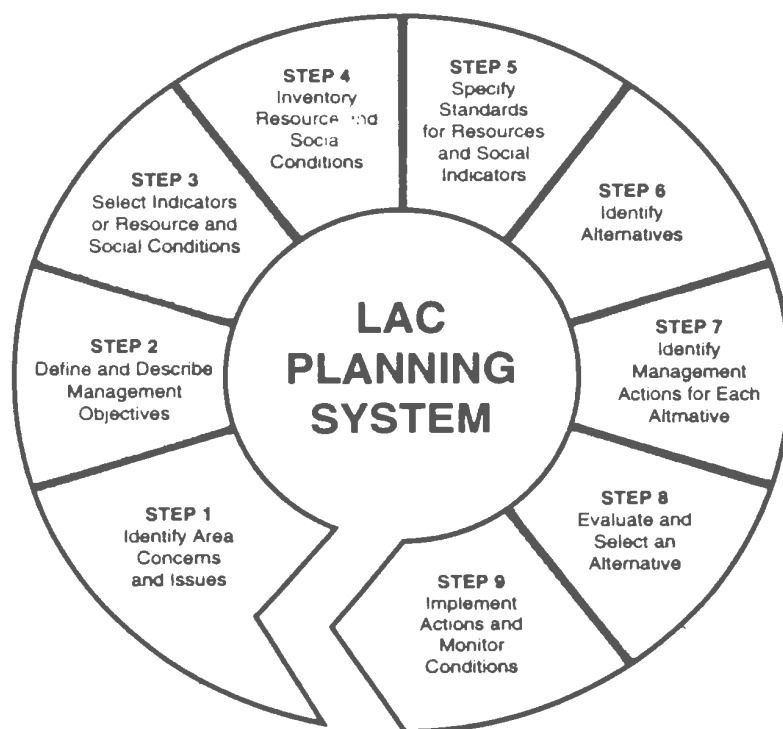 LAC
PLANNING
SYSTEM
STEP 1
Identify Area
Concerns
and Issues
STEP 2
Define and Describe
Management
Objectives
STEP 3
Select Indicators
or Resource and
Social Conditions
STEP 4
Inventory
Resource and
Social
Conditions
STEP 5
Specify
Standards
for Resources
and Social
Indicators
STEP 6
Identify
Alternatives
STEP 7
Identify
Management
Actions for Each
Altmative
STEP 8
Evaluate and
Select an
Alternative
STEP 9
Implement
Actions and
Monitor
Conditions